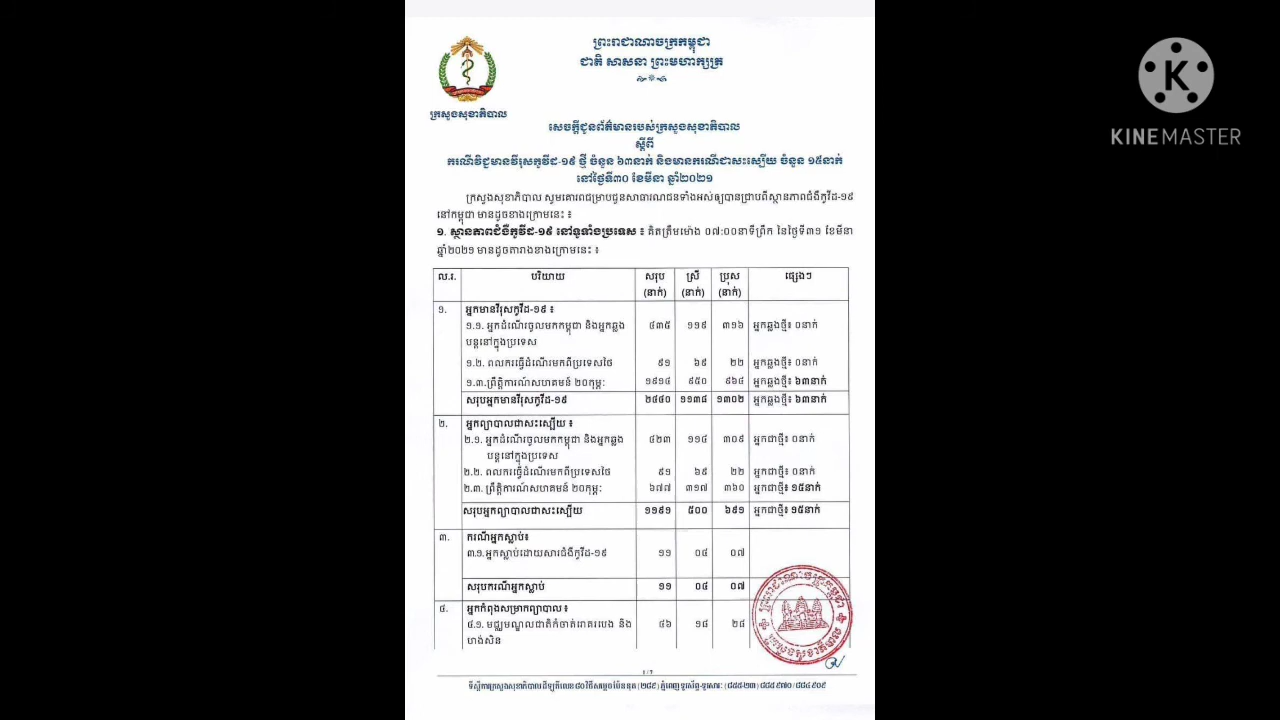 ព្រះរាជាណាចក្រកម្ពុជា
ជាតិ សាសនា ព្រះមហាក្សត្រ
ក្រសួងសុខាភិបាល
សេចក្តីជូនព័ត៌មានរបស់ក្រសួងសុខាភិបាល
ស្តីពី
ករណីវិជ្ជមានវីរុសកូវីដ-១៩ ថ្មី ចំនួន ៦៣នាក់ និងមានករណីជាសះស្បើយ ចំនួន ១៥នាក់
នៅថ្ងៃទី៣០ ខែមីនា ឆ្នាំ២០២១
ក្រសួងសុខាភិបាល សូមគោរពជម្រាបជូនសាធារណជនទាំងអស់ឲ្យបានជ្រាបពីស្ថានភាពជំងឺកូវីដ-១៩
នៅកម្ពុជា មានដូចខាងក្រោមនេះ ៖
១. ស្ថានភាពជំងឺកូវីដ-១៩ នៅទូទាំងប្រទេស ៖ គិតត្រឹមម៉ោង ០៧:០០នាទីព្រឹក នៃថ្ងៃទី៣១ ខែមីនា
ឆ្នាំ២០២១ មានដូចតារាងខាងក្រោមនេះ ៖
ល.រ. បរិយាយ សរុប (នាក់) ស្រី (នាក់) ប្រុស (នាក់) ផ្សេងៗ
១. អ្នកមានវីរុសកូវីដ-១៩ ៖
១.១. អ្នកដំណើរចូលមកកម្ពុជា និងអ្នកឆ្លង ៤៣៥ ១១៩ ៣១៦ អ្នកឆ្លងថ្មី៖ ០នាក់
បន្តនៅក្នុងប្រទេស
១.២. ពលករធ្វើដំណើរមកពីប្រទេសថៃ ៩១ ៦៩ ២២ អ្នកឆ្លងថ្មី៖ ០នាក់
១.៣.ព្រឹត្តិការណ៍សហគមន៍ ២០កុម្ភៈ ១៩១៤ ៩៥០ ៩៦៤ អ្នកឆ្លងថ្មី៖ ៦៣នាក់
សរុបអ្នកមានវីរុសកូវីដ-១៩ ២៤៤០ ១១៣៨ ១៣០២ អ្នកឆ្លងថ្មី៖ ៦៣នាក់
២. អ្នកព្យាបាលជាសះស្បើយ ៖
២.១. អ្នកដំណើរចូលមកកម្ពុជា និងអ្នកឆ្លង ៤២៣ ១១៤ ៣០៩ អ្នកជាថ្មី៖ ០នាក់
បន្តនៅក្នុងប្រទេស
២.២. ពលករធ្វើដំណើរមកពីប្រទេសថៃ ៩១ ៦៩ ២២ អ្នកជាថ្មី៖ ០នាក់
២.៣. ព្រឹត្តិការណ៍សហគមន៍ ២០កុម្ភៈ ៦៧៧ ៣១៧ ៣៦០ អ្នកជាថ្មី៖ ១៥នាក់
សរុបអ្នកព្យាបាលជាសះស្បើយ ១១៩១ ៥០០ ៦៩១ អ្នកជាថ្មី៖ ១៥នាក់
៣. ករណីអ្នកស្លាប់៖
៣.១.អ្នកស្លាប់ដោយសារជំងឺកូវីដ-១៩ ១១ ០៤ ០៧
សរុបករណីអ្នកស្លាប់ ១១ ០៤ ០៧
៤. អ្នកកំពុងសម្រាកព្យាបាល ៖
៤.១. មជ្ឈមណ្ឌលជាតិកំចាត់រោគរបេង និង ៤៦ ១៨ ២៨
ហង់សិន
ព្រះរាជាណាចក្រកម្ពុជា
ក្រសួងសុខាភិបាល
KINEMASTER